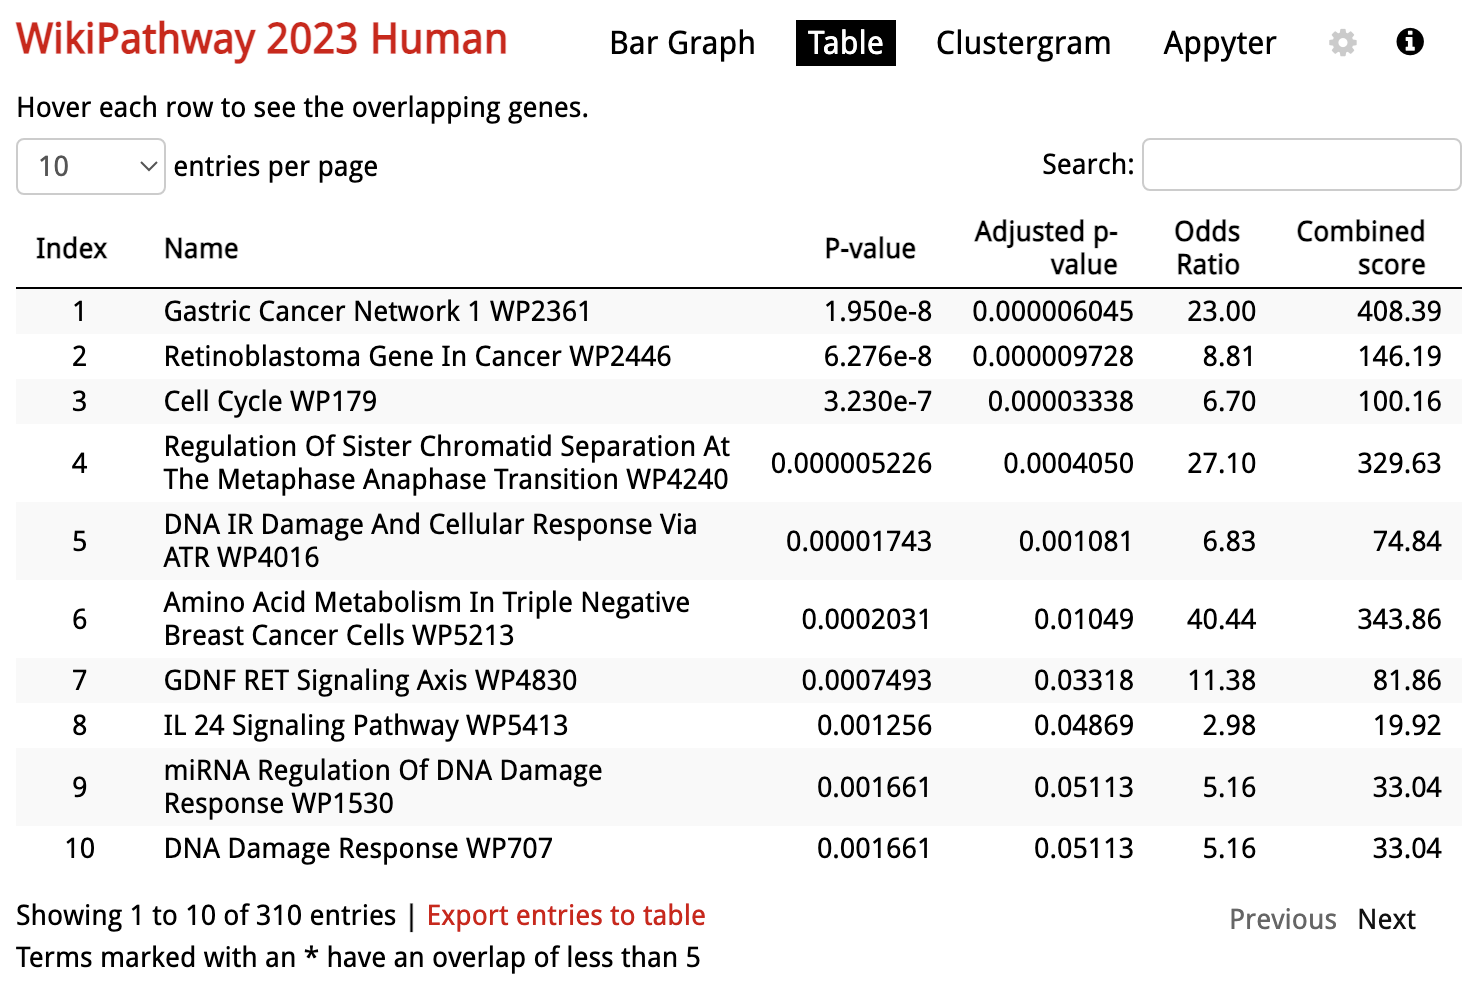 WikiPathway 2023 Human Bar Graph Table Clustergram Appyter
Hover each row to see the overlapping genes.
10 entries per page Search:
Index Name P-value Adjusted p-value Odds Ratio Combined score
1 Gastric Cancer Network 1 WP2361 1.950e-8 0.000006045 23.00 408.39
2 Retinoblastoma Gene In Cancer WP2446 6.276e-8 0.000009728 8.81 146.19
3 Cell Cycle WP179 3.230e-7 0.00003338 6.70 100.16
4 Regulation Of Sister Chromatid Separation At The Metaphase Anaphase Transition WP4240 0.000005226 0.0004050 27.10 329.63
5 DNA IR Damage And Cellular Response Via ATR WP4016 0.00001743 0.001081 6.83 74.84
6 Amino Acid Metabolism In Triple Negative Breast Cancer Cells WP5213 0.0002031 0.01049 40.44 343.86
7 GDNF RET Signaling Axis WP4830 0.0007493 0.03318 11.38 81.86
8 IL 24 Signaling Pathway WP5413 0.001256 0.04869 2.98 19.92
9 miRNA Regulation Of DNA Damage Response WP1530 0.001661 0.05113 5.16 33.04
10 DNA Damage Response WP707 0.001661 0.05113 5.16 33.04
Showing 1 to 10 of 310 entries | Export entries to table Previous Next
Terms marked with an * have an overlap of less than 5